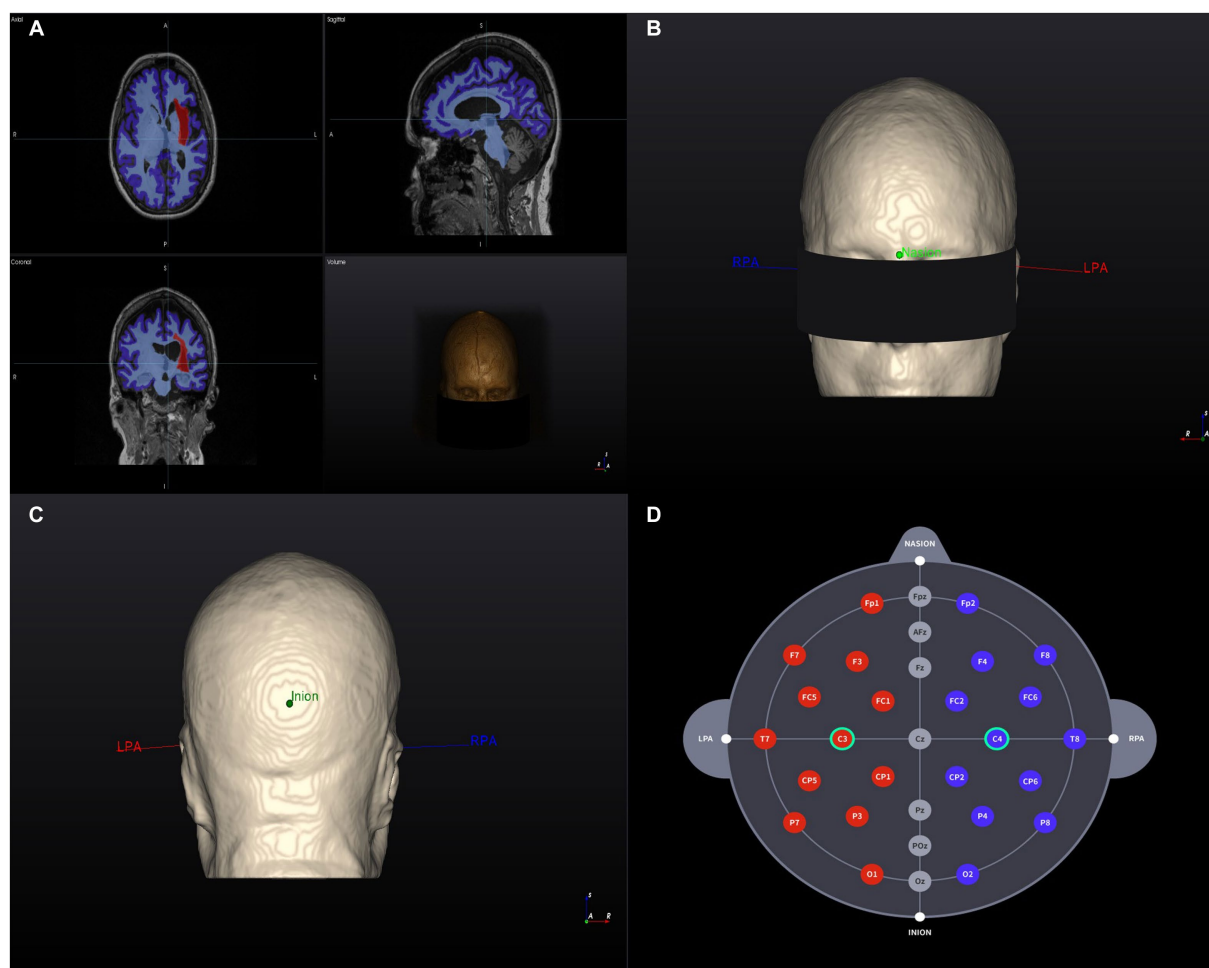 A
Axial
A
R
L
P
Sagittal
S
A
I
Coronal
S
R
L
I
Volume
I
R
A
B
RPA
Nasion
LPA
S
R
A
C
Inion
LPA
RPA
S
A
R
D
NASION
Fp1
Fpz
Fp2
AFz
F7
F3
Fz
F4
F8
FC5
FC1
FC2
FC6
LPA
T7
C3
Cz
C4
T8
RPA
CP5
CP1
CP2
CP6
P7
P3
Pz
P4
P8
POz
O1
Oz
O2
INION